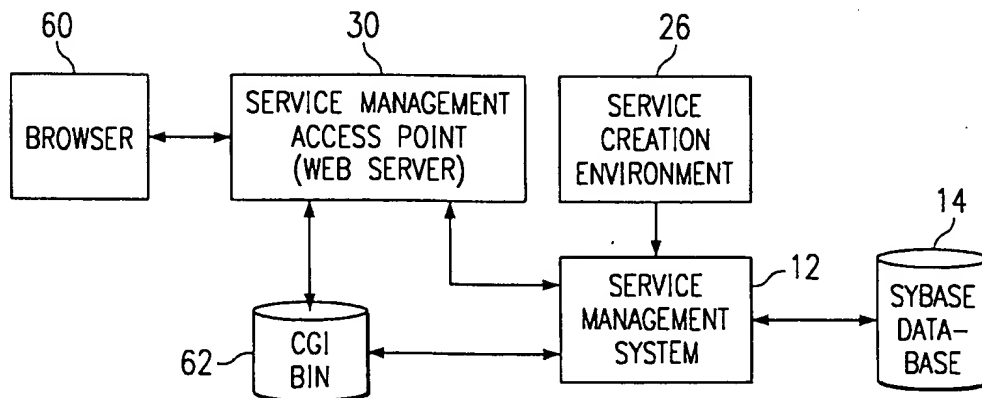 60
30
26
BROWSER
SERVICE MANAGEMENT
ACCESS POINT
(WEB SERVER)
SERVICE
CREATION
ENVIRONMENT
14
12
SERVICE
MANAGEMENT
SYSTEM
SYBASE
DATA-
BASE
62
CGI
BIN